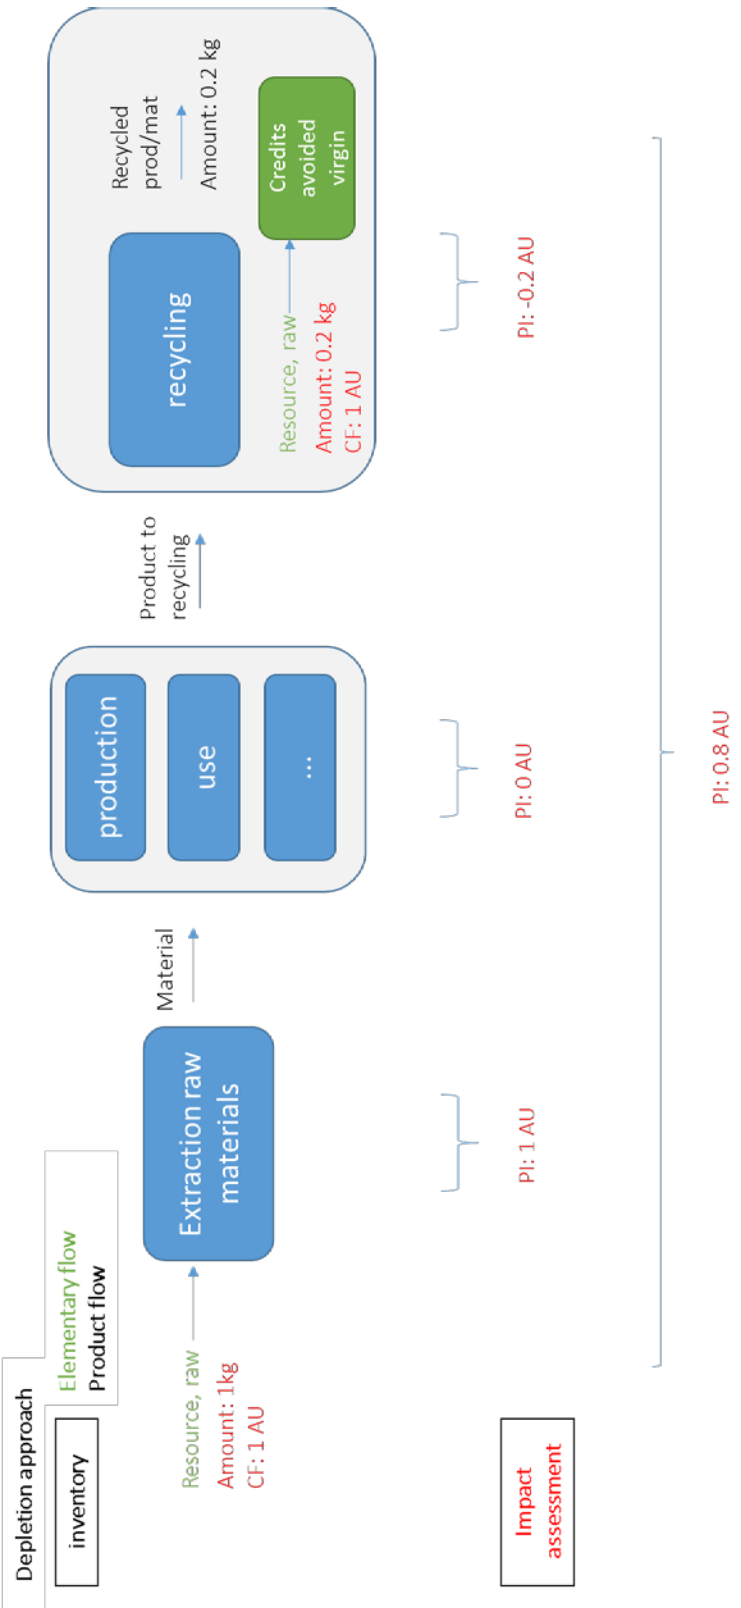 Depletion approach
inventory
Elementary flow
Product flow
Resource, raw
Amount: 1kg
CF: 1 AU
Extraction raw
materials
Material
production
use
...
Product to
recycling
recycling
Recycled
prod/mat
Amount: 0.2 kg
Resource, raw
Amount: 0.2 kg
CF: 1 AU
Credits
avoided
virgin
Impact
assessment
PI: 1 AU
PI: 0 AU
PI: -0.2 AU
PI: 0.8 AU